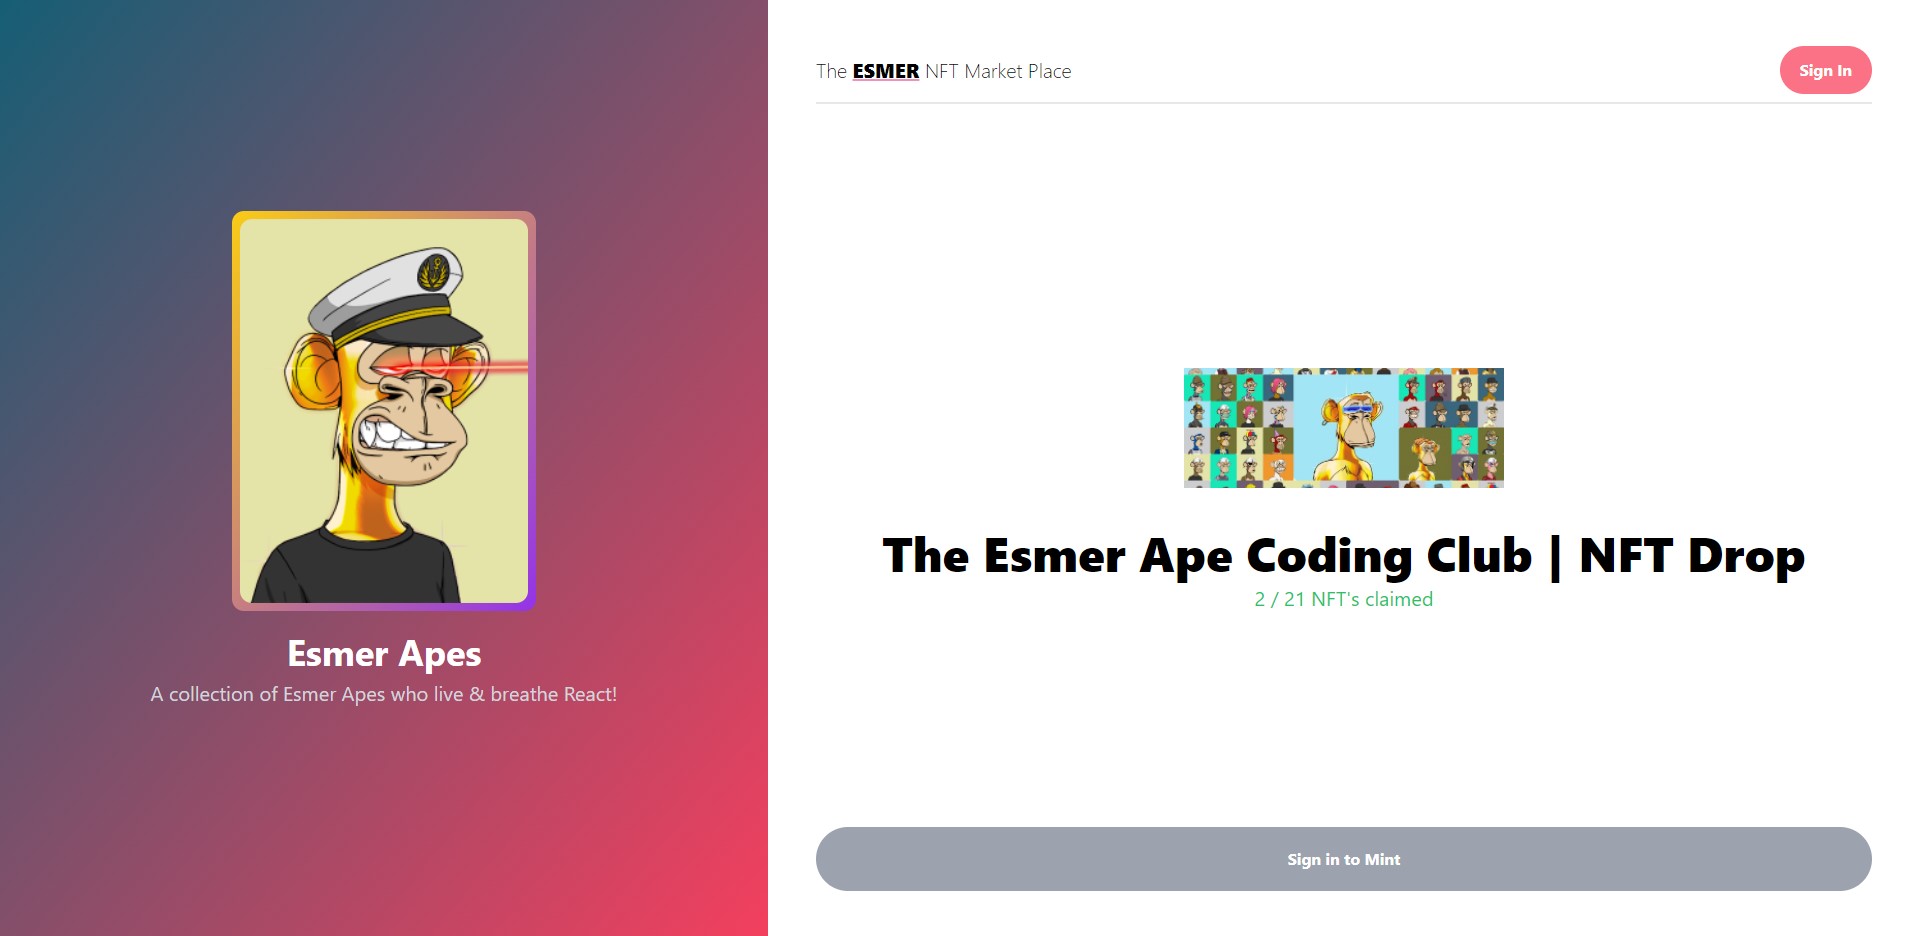 Esmer Apes
A collection of Esmer Apes who live & breathe React!
The ESMER NFT Market Place
Sign In
The Esmer Ape Coding Club | NFT Drop
2 / 21 NFT's claimed
Sign in to Mint